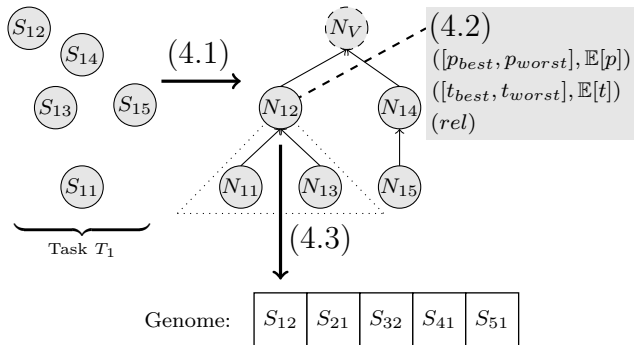 S12
S14
S13
S15
S11
Task T1
(4.1)
NV
N12
N14
N11
N13
N15
(4.2)
([pbest, pworst], 𝔼[p])
([tbest, tworst], 𝔼[t])
(rel)
(4.3)
Genome: S12 S21 S32 S41 S51